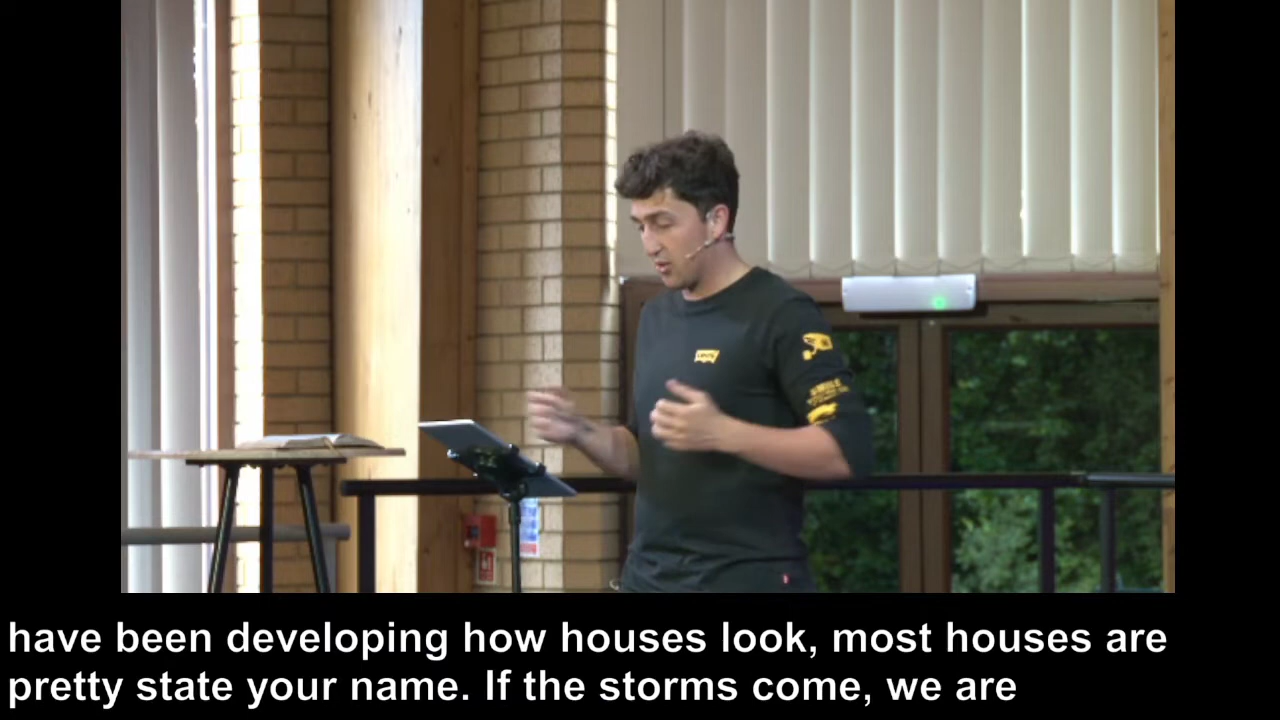 have been developing how houses look, most houses are
pretty state your name. If the storms come, we are